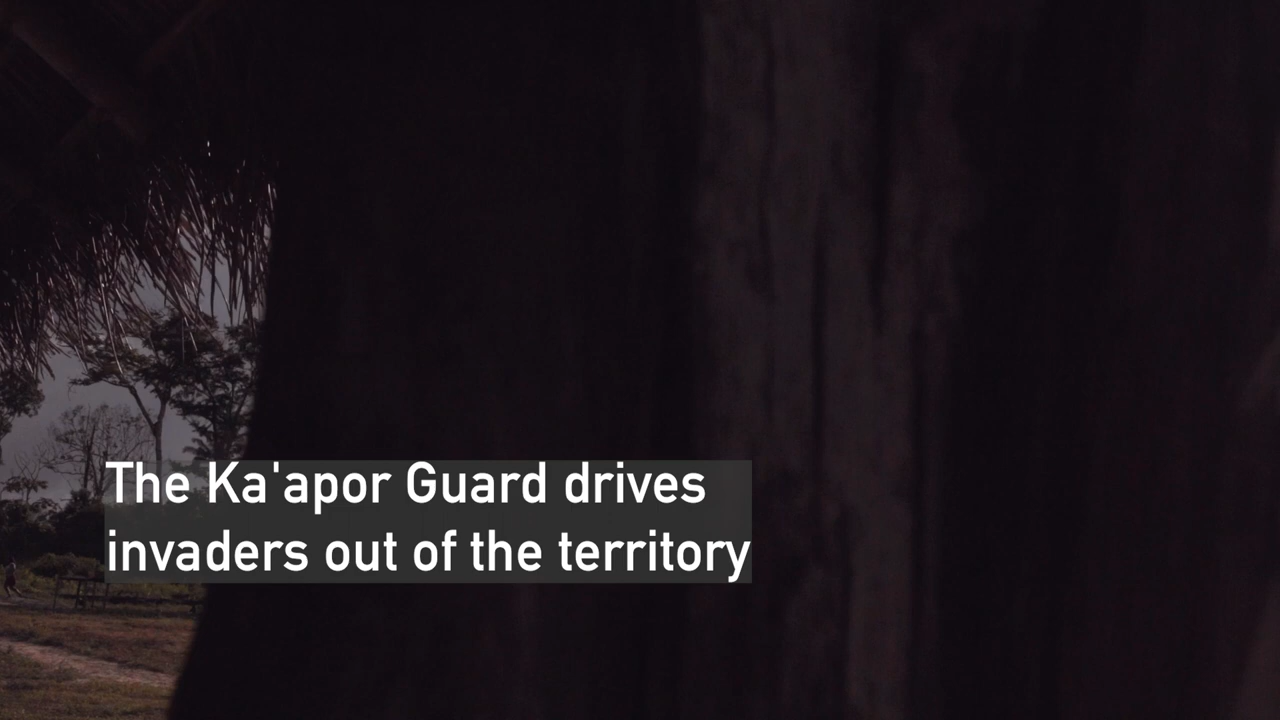 The Ka'apor Guard drives
invaders out of the territory